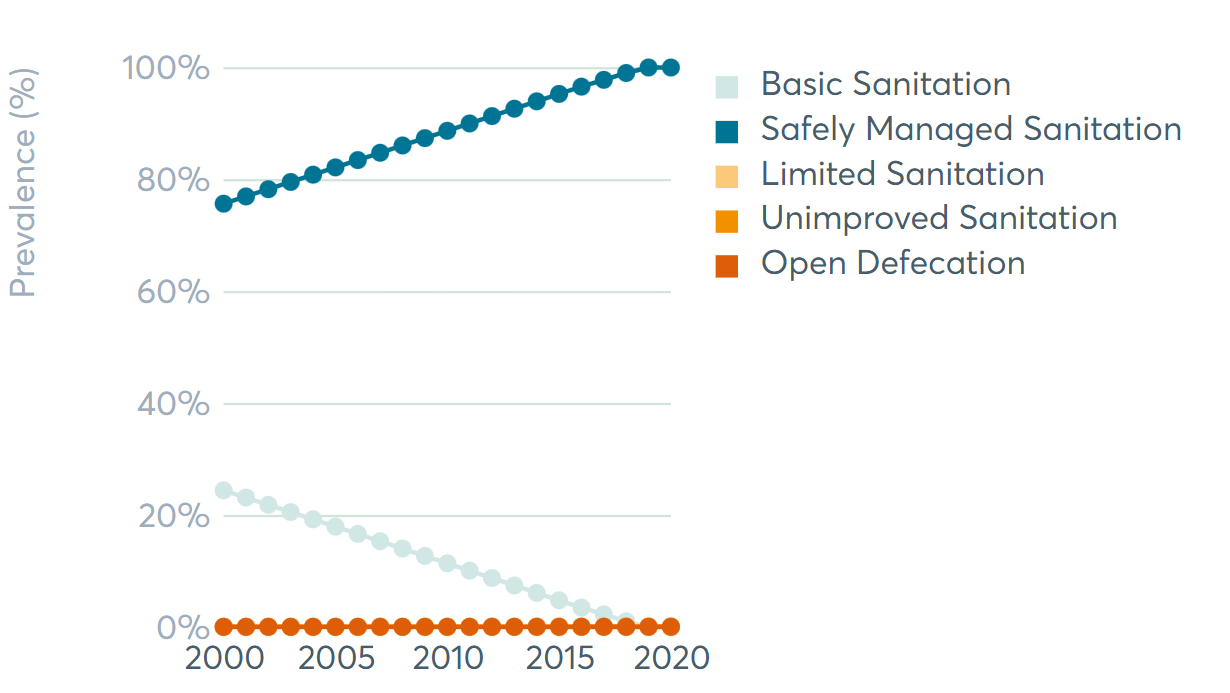 Prevalence (%)
100%
80%
60%
40%
20%
0%
2000 2005 2010 2015 2020
Basic Sanitation
Safely Managed Sanitation
Limited Sanitation
Unimproved Sanitation
Open Defecation